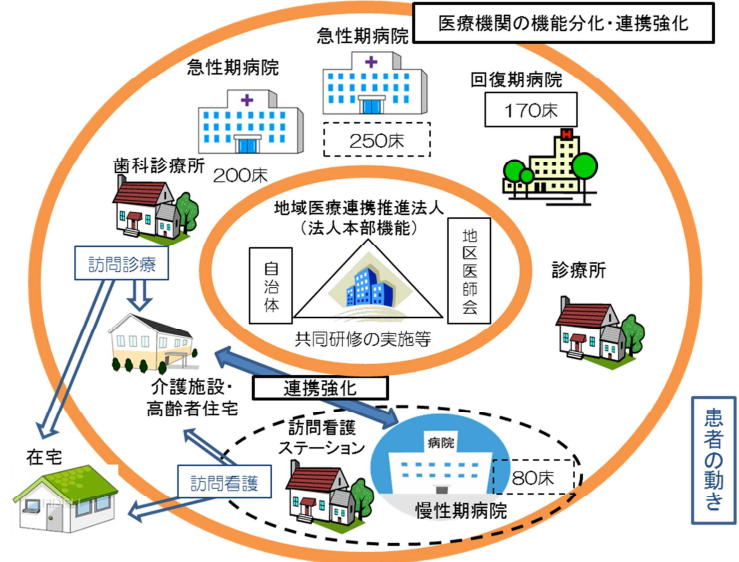 医療機関の機能分化・連携強化
急性期病院
急性期病院
回復期病院
170床
250床
200床
歯科診療所
地域医療連携推進法人
（法人本部機能）
自治体
地区医師会
共同研修の実施等
訪問診療
診療所
介護施設・
高齢者住宅
連携強化
訪問看護
ステーション
病院
80床
慢性期病院
在宅
訪問看護
患者の動き